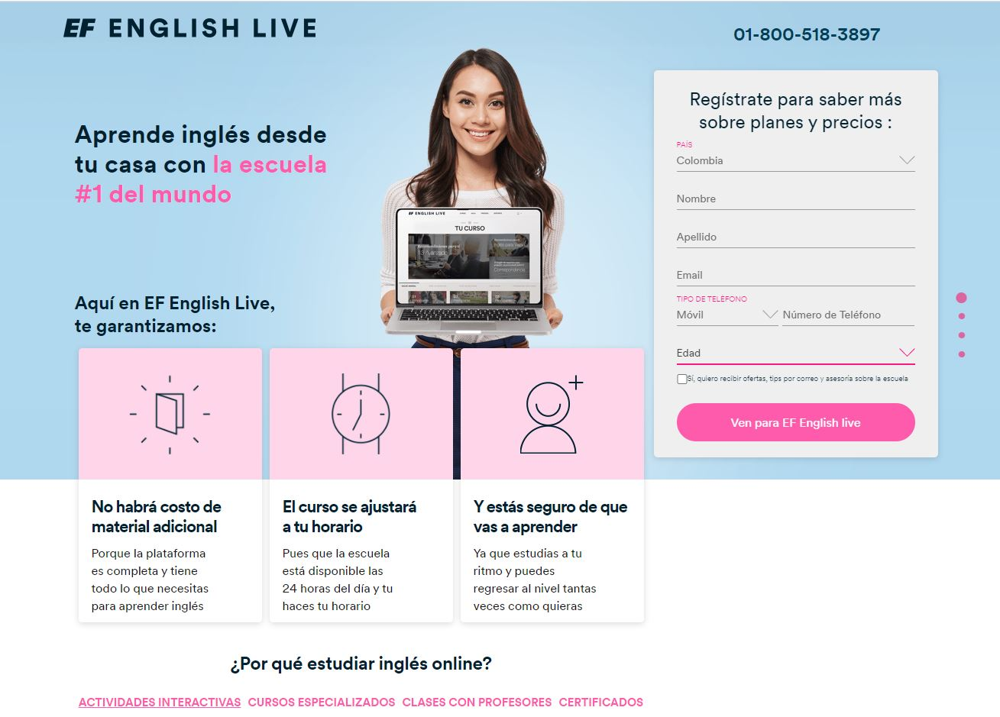 EF ENGLISH LIVE
01-800-518-3897
Aprende inglés desde
tu casa con la escuela
#1 del mundo
Aquí en EF English Live,
te garantizamos:
EF ENGLISH LIVE
TU CURSO
Recomendaciones para ti
13 Avanzado
Regístrate para saber más
sobre planes y precios :
PAÍS
Colombia
Nombre
Apellido
Email
TIPO DE TELÉFONO
Móvil
Número de Teléfono
Edad
Sí, quiero recibir ofertas, tips por correo y asesoría sobre la escuela
Ven para EF English live
No habrá costo de
material adicional
Porque la plataforma
es completa y tiene
todo lo que necesitas
para aprender inglés
El curso se ajustará
a tu horario
Pues que la escuela
está disponible las
24 horas del día y tu
haces tu horario
Y estás seguro de que
vas a aprender
Ya que estudias a tu
ritmo y puedes
regresar al nivel tantas
veces como quieras
¿Por qué estudiar inglés online?
ACTIVIDADES INTERACTIVAS CURSOS ESPECIALIZADOS CLASES CON PROFESORES CERTIFICADOS